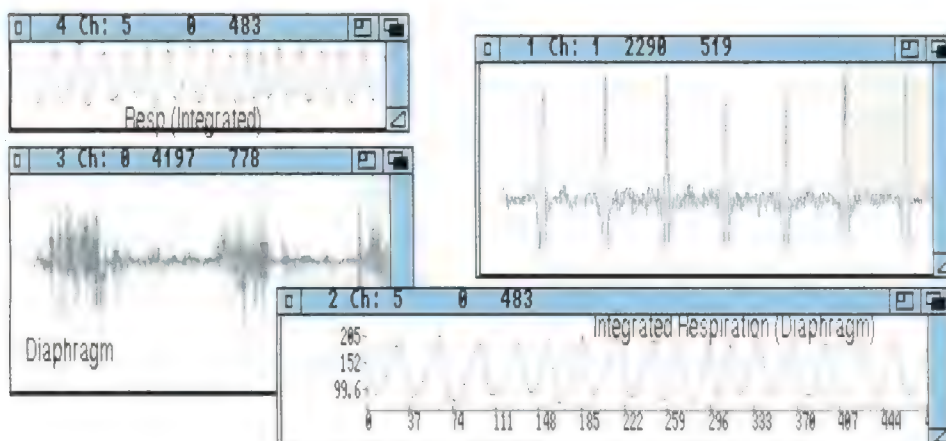 4 Ch: 5 0 483
Resp (Integrated)
1 Ch: 1 2290 519
3 Ch: 0 4197 778
Diaphragm
2 Ch: 5 0 483
Integrated Respiration (Diaphragm)
205
152
99.6
0 37 74 111 148 185 222 259 296 333 370 407 444